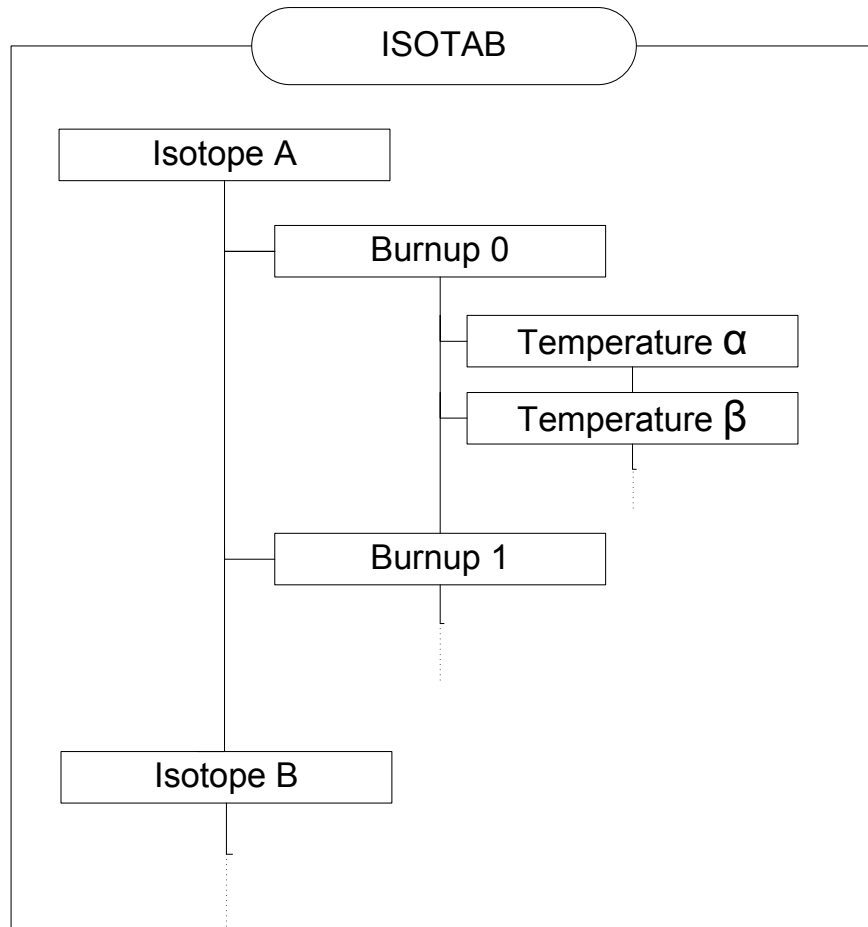 ISOTAB
Isotope A
Burnup 0
Temperature α
Temperature β
Burnup 1
Isotope B